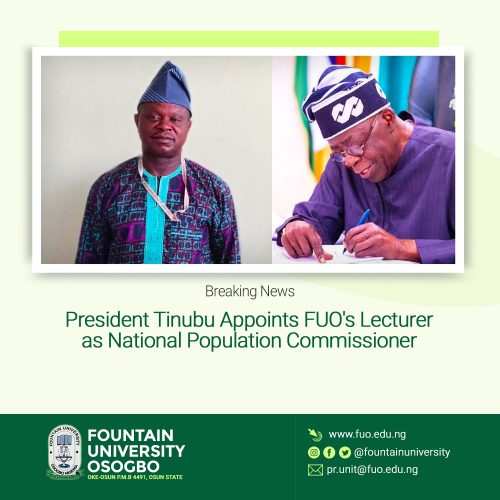 Breaking News
President Tinubu Appoints FUO's Lecturer
as National Population Commissioner
FOUNTAIN
UNIVERSITY
OSOGBO
OKE-OSUN P.M.B 4491, OSUN STATE
www.fuo.edu.ng
@fountainuniversity
pr.unit@fuo.edu.ng